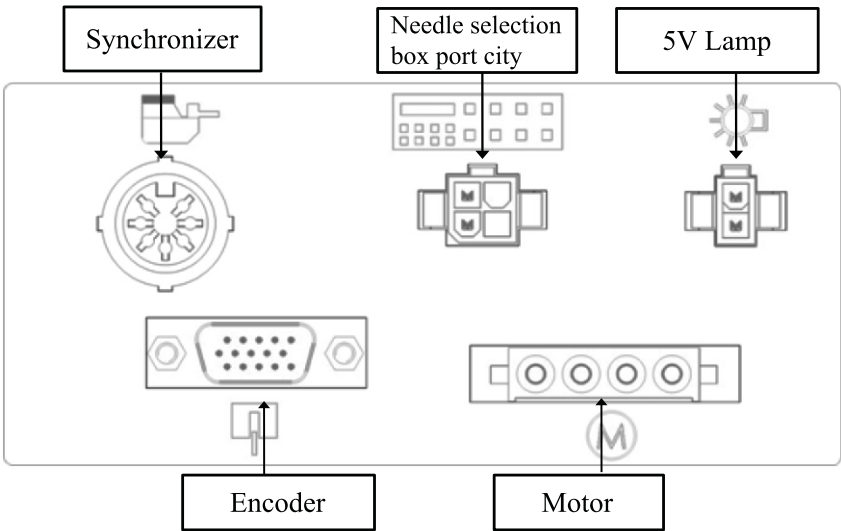 Synchronizer
Needle selection
box port city
5V Lamp
M
Encoder
Motor